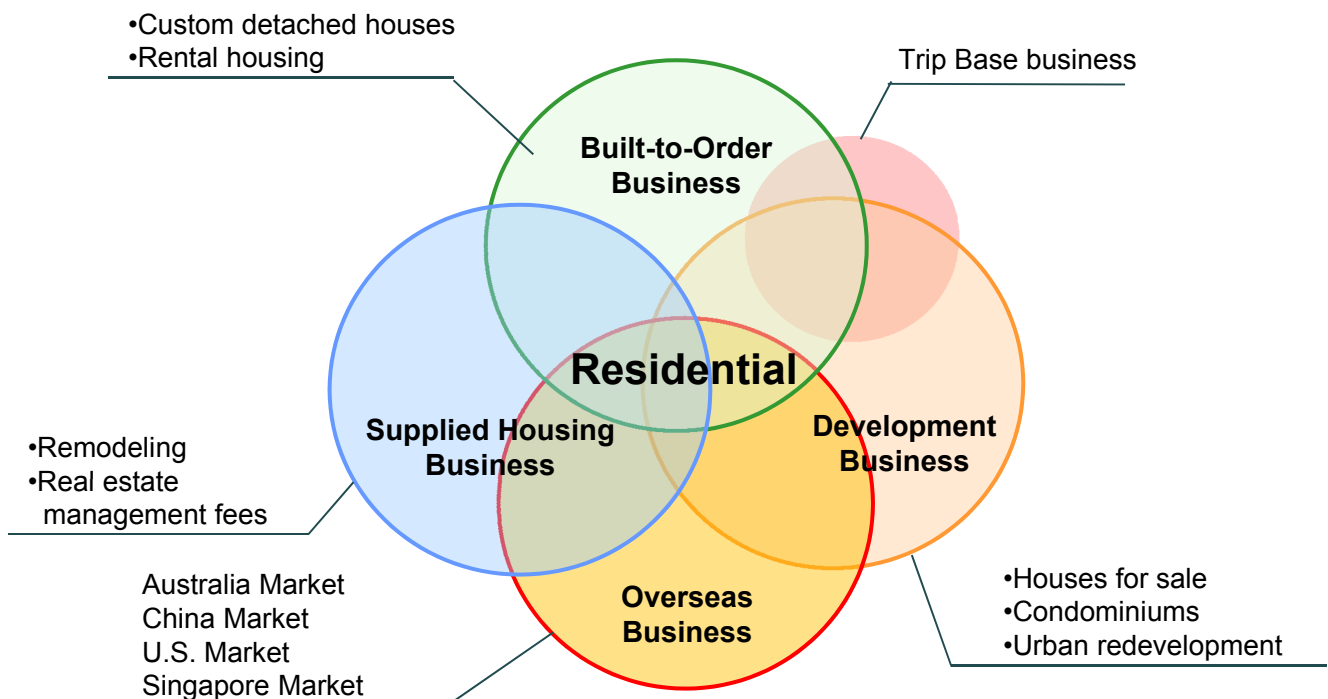 •Custom detached houses
•Rental housing
Trip Base business
Built-to-Order
Business
Residential
Supplied Housing
Business
Development
Business
•Remodeling
•Real estate
management fees
Overseas
Business
Australia Market
China Market
U.S. Market
Singapore Market
•Houses for sale
•Condominiums
•Urban redevelopment